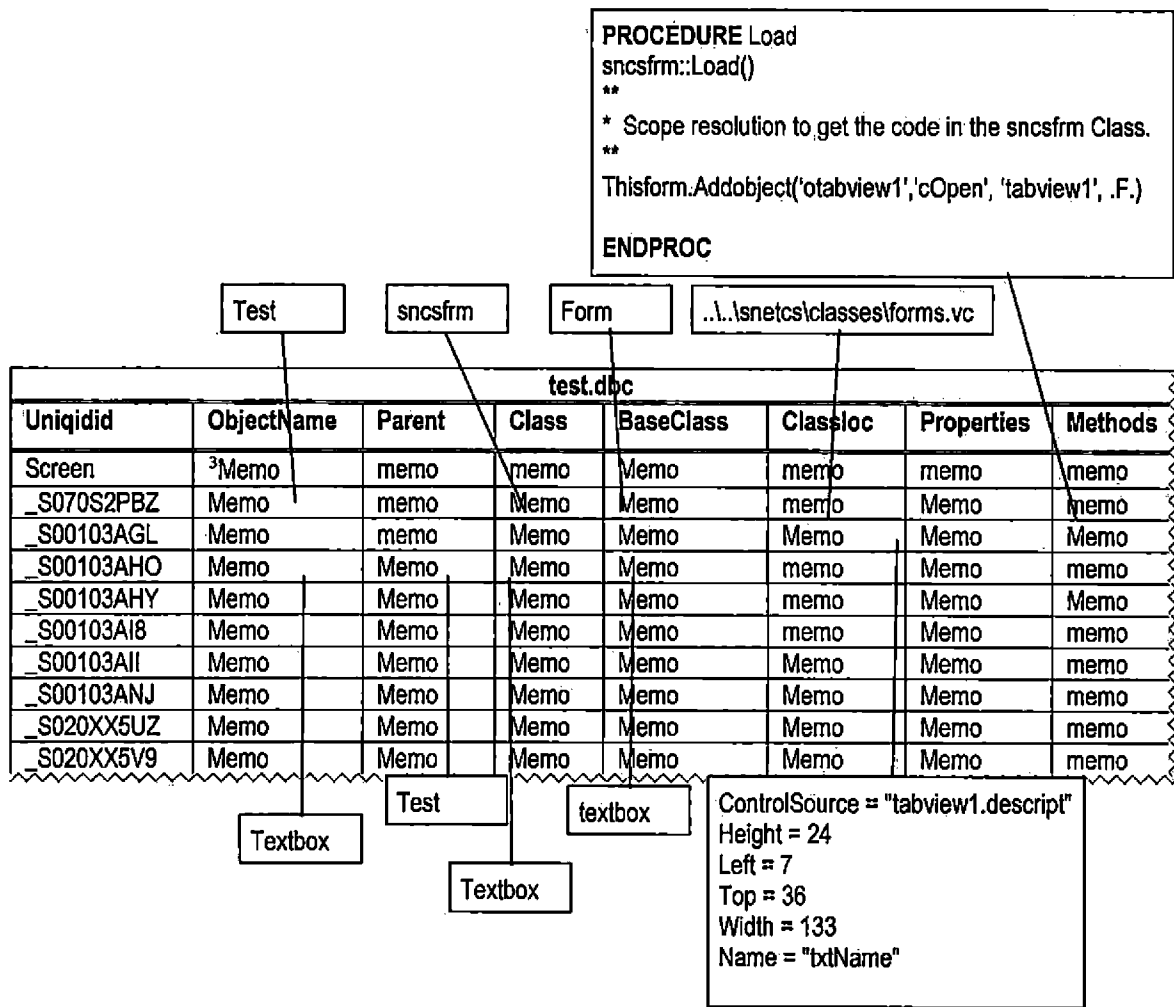 PROCEDURE Load
sncsfrm::Load()
**
* Scope resolution to get the code in the sncsfrm Class.
**
Thisform.Addobject('otabview1','cOpen', 'tabview1', .F.)
ENDPROC
Test sncsfrm Form ..\..\snetcs\classes\forms.vc
test.dbc
Uniqidid ObjectName Parent Class BaseClass Classloc Properties Methods
Screen ³Memo memo memo Memo memo memo memo
_S070S2PBZ Memo memo Memo Memo memo Memo memo
_S00103AGL Memo memo Memo Memo Memo Memo Memo
_S00103AHO Memo Memo Memo Memo memo Memo memo
_S00103AHY Memo Memo Memo Memo memo Memo Memo
_S00103AI8 Memo Memo Memo Memo memo Memo memo
_S00103AII Memo Memo Memo Memo Memo Memo memo
_S00103ANJ Memo Memo Memo Memo Memo Memo memo
_S020XX5UZ Memo Memo Memo Memo Memo Memo memo
_S020XX5V9 Memo Memo Memo Memo Memo Memo memo
Textbox
Test
Textbox
textbox
ControlSource = "tabview1.descript"
Height = 24
Left = 7
Top = 36
Width = 133
Name = "txtName"